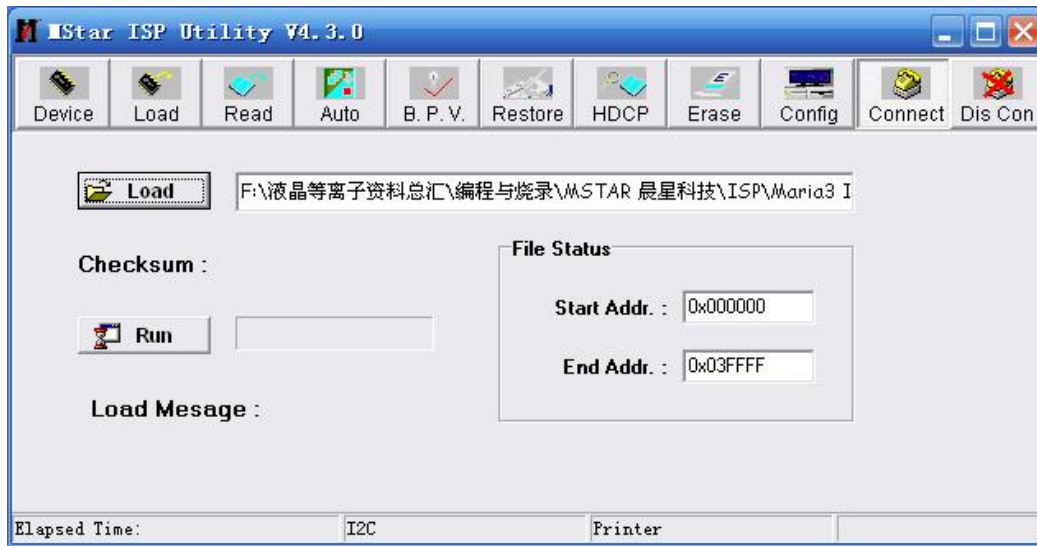 MStar ISP Utility V4.3.0
Device Load Read Auto B.P.V. Restore HDCP Erase Config Connect Dis Con
Load F:\液晶等离子资料总汇\编程与烧录\MSTAR 晨星科技\ISP\Maria3 I
File Status
Checksum :
Start Addr. : 0x000000
Run
End Addr. : 0x03FFFF
Load Mesage :
Elapsed Time: I2C Printer